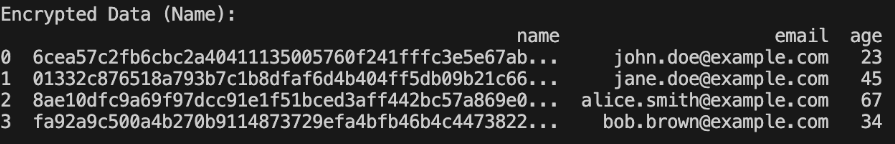 Encrypted Data (Name):
name email age
0 6cea57c2fb6cbc2a40411135005760f241fffc3e5e67ab... john.doe@example.com 23
1 01332c876518a793b7c1b8dfaf6d4b404ff5db09b21c66... jane.doe@example.com 45
2 8ae10dfc9a69f97dcc91e1f51bced3aff442bc57a869e0... alice.smith@example.com 67
3 fa92a9c500a4b270b9114873729efa4bfb46b4c4473822... bob.brown@example.com 34